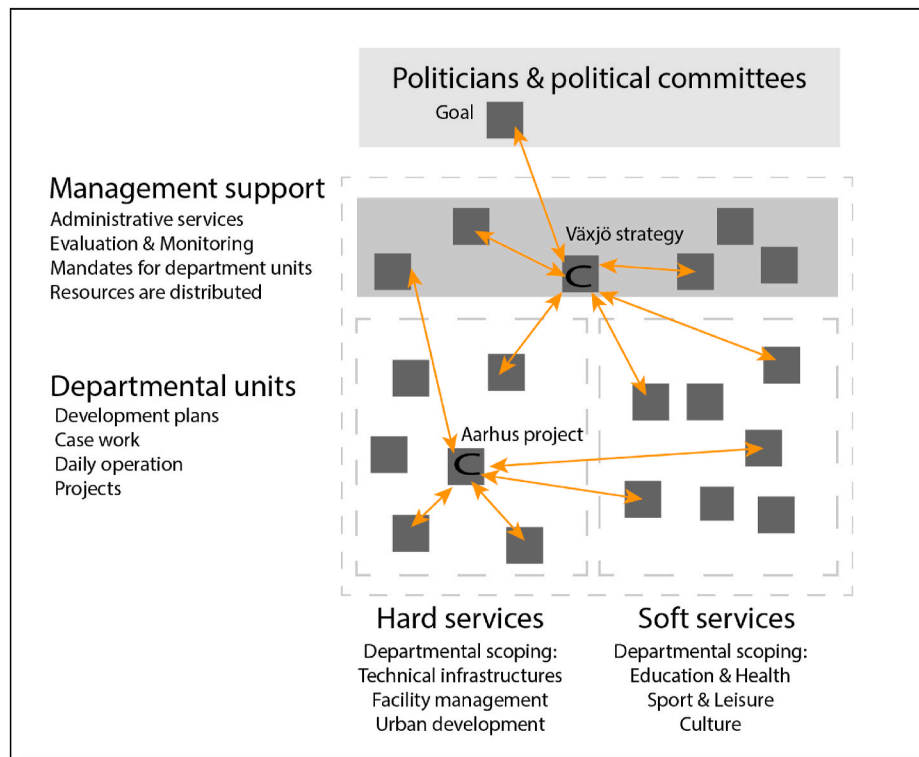 Politicians & political committees
Goal
Management support
Administrative services
Evaluation & Monitoring
Mandates for department units
Resources are distributed
Växjö strategy
C
Departmental units
Development plans
Case work
Daily operation
Projects
Aarhus project
C
Hard services
Departmental scoping:
Technical infrastructures
Facility management
Urban development
Soft services
Departmental scoping:
Education & Health
Sport & Leisure
Culture